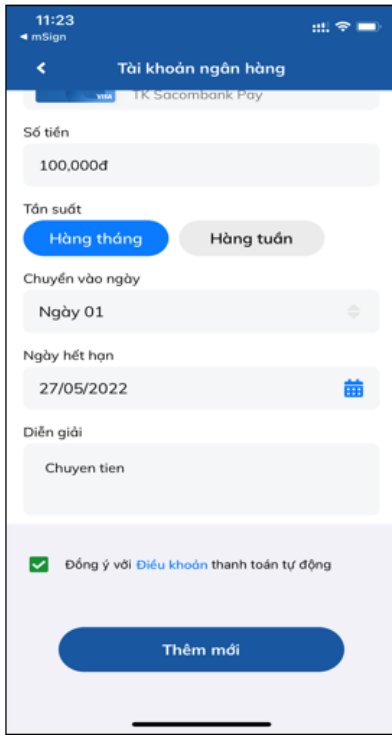 11:23
◀ mSign
Tài khoản ngân hàng
VISA
TK Sacombank Pay
Số tiền
100,000đ
Tần suất
Hàng tháng Hàng tuần
Chuyển vào ngày
Ngày 01
Ngày hết hạn
27/05/2022
Diễn giải
Chuyen tien
Đồng ý với Điều khoản thanh toán tự động
Thêm mới